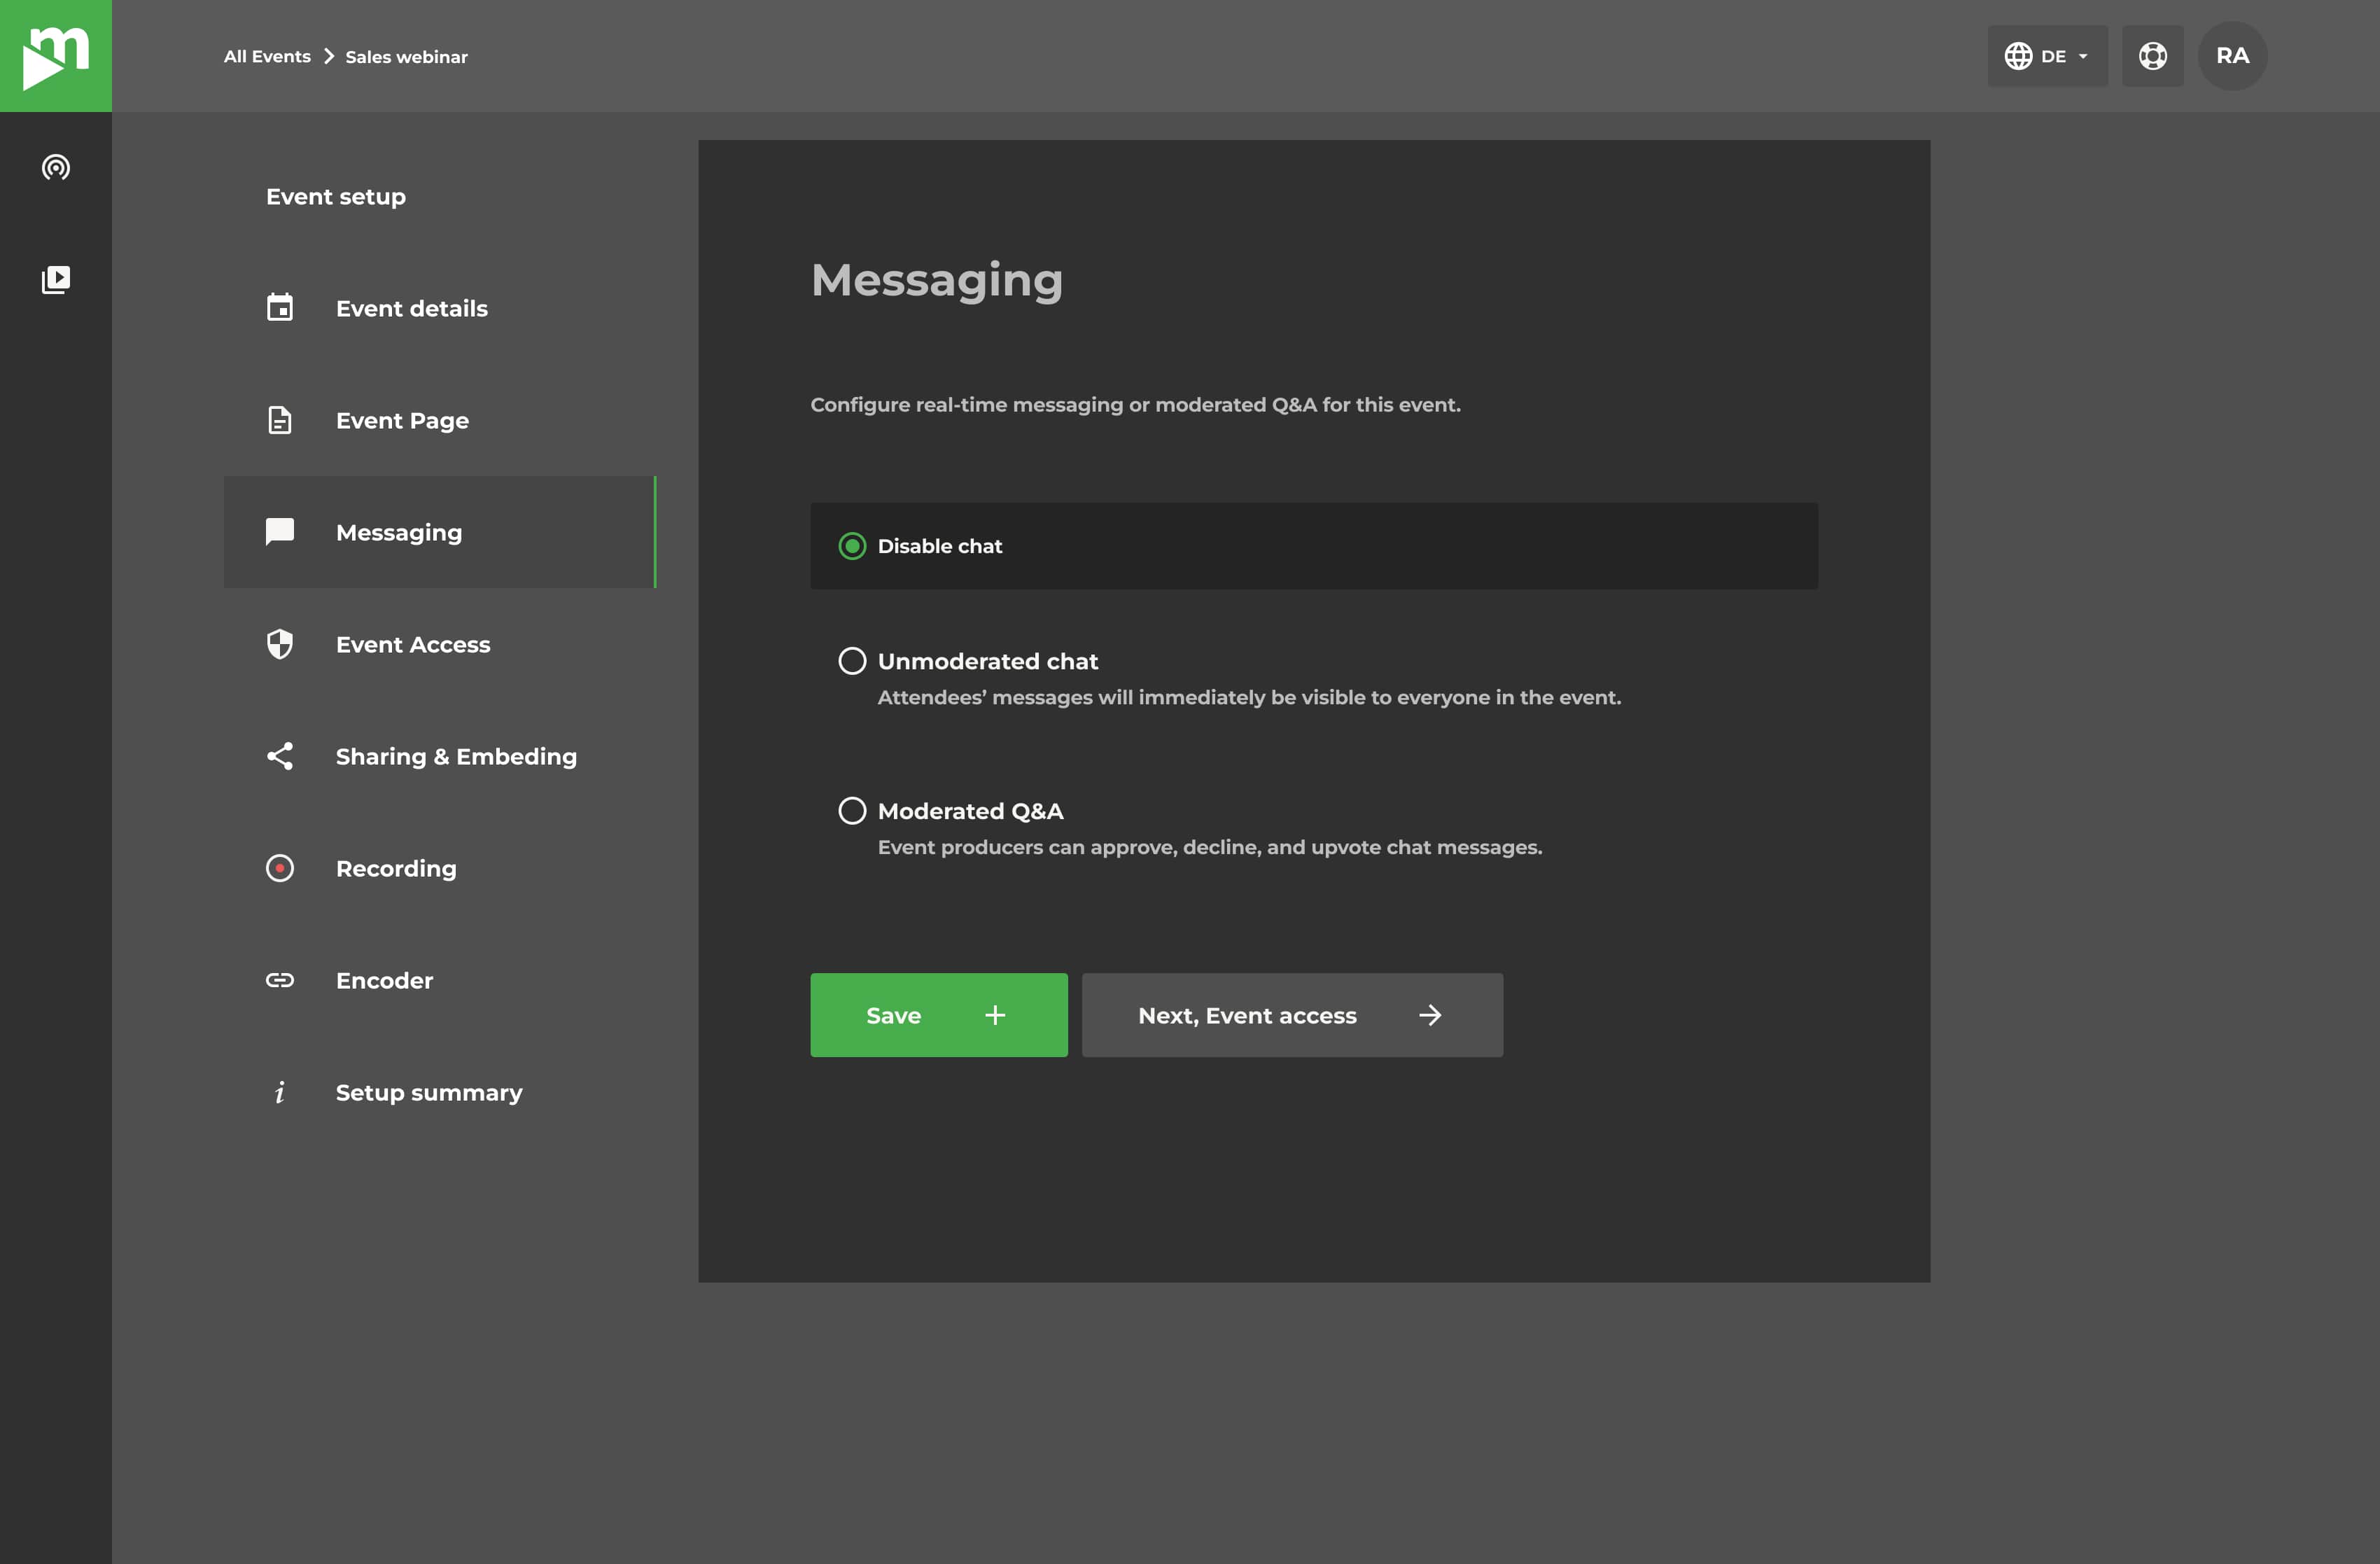 m
All Events
Sales webinar
DE
RA
Event setup
Event details
Event Page
Messaging
Event Access
Sharing & Embeding
Recording
Encoder
Setup summary
Messaging
Configure real-time messaging or moderated Q&A for this event.
Disable chat
Unmoderated chat
Attendees’ messages will immediately be visible to everyone in the event.
Moderated Q&A
Event producers can approve, decline, and upvote chat messages.
Save
Next, Event access